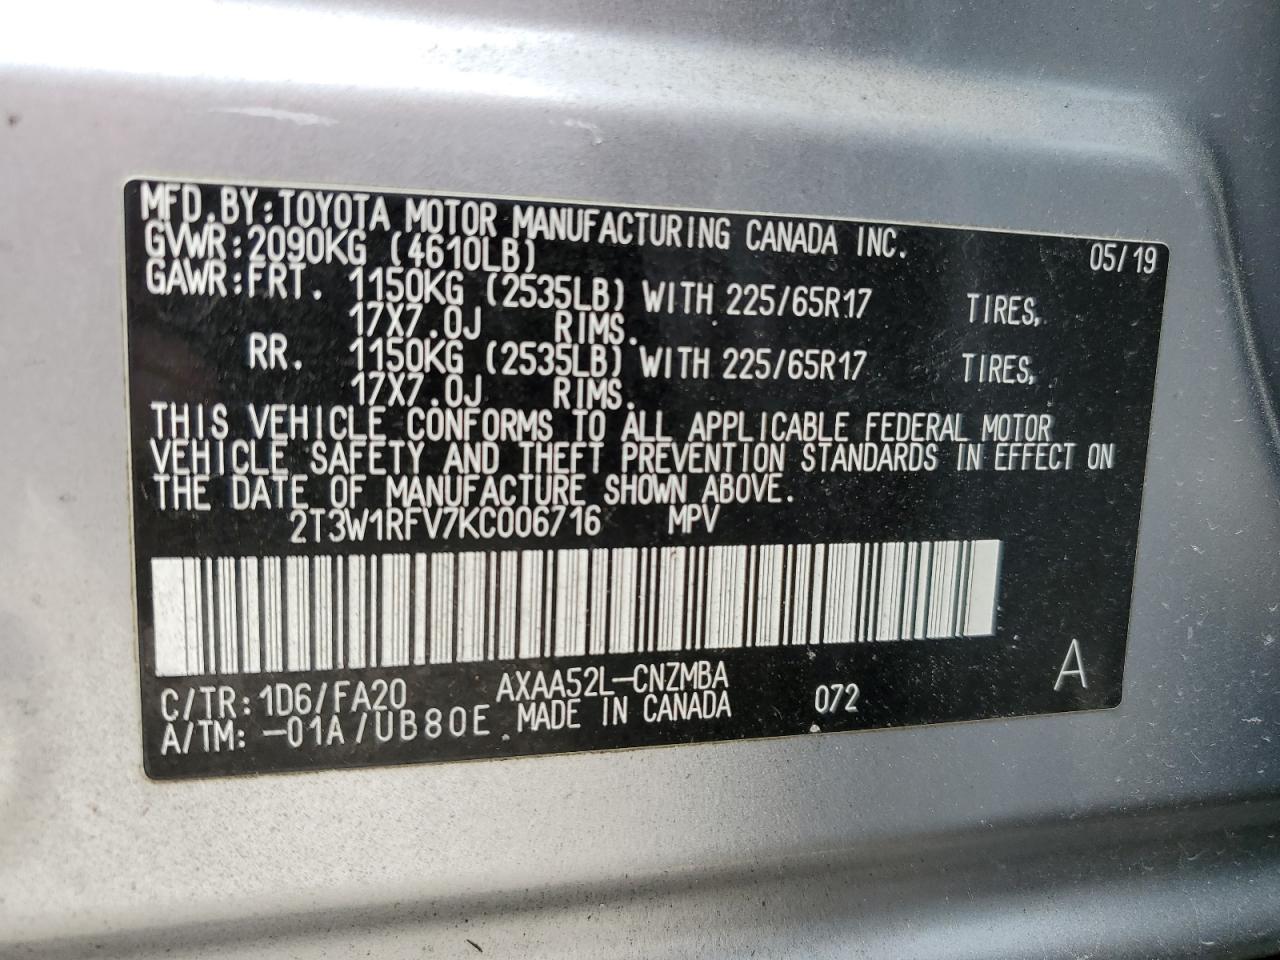 MFD.BY:TOYOTA MOTOR MANUFACTURING CANADA INC. 05/19
GVWR:2090KG (4610LB)
GAWR:FRT. 1150KG (2535LB) WITH 225/65R17 TIRES,
17X7.0J RIMS.
RR. 1150KG (2535LB) WITH 225/65R17 TIRES,
17X7.0J RIMS.
THIS VEHICLE CONFORMS TO ALL APPLICABLE FEDERAL MOTOR
VEHICLE SAFETY AND THEFT PREVENTION STANDARDS IN EFFECT ON
THE DATE OF MANUFACTURE SHOWN ABOVE.
2T3W1RFV7KC006716 MPV
C/TR:1D6/FA20 AXAA52L-CNZMBA 072 A
A/TM:-01A/UB80E MADE IN CANADA